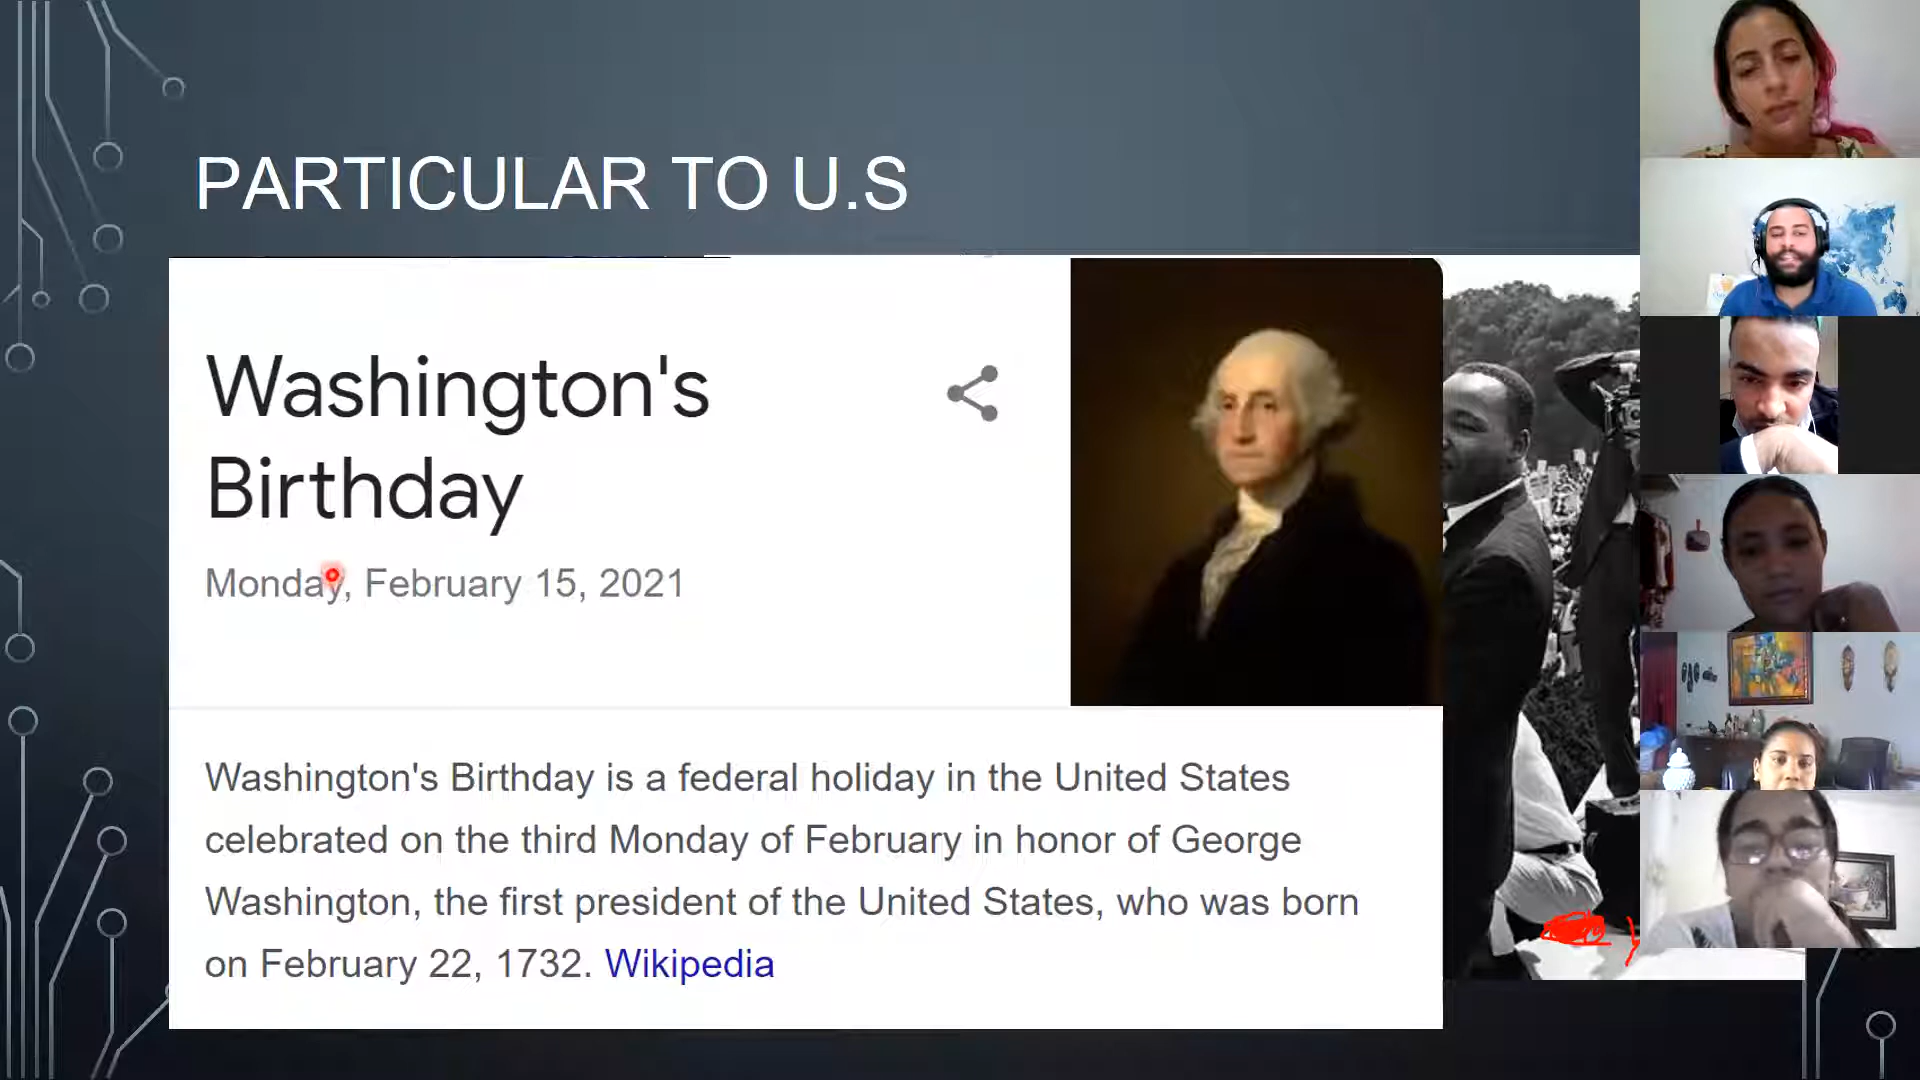 PARTICULAR TO U.S
Washington's
Birthday
Monday, February 15, 2021
Washington's Birthday is a federal holiday in the United States
celebrated on the third Monday of February in honor of George
Washington, the first president of the United States, who was born
on February 22, 1732. Wikipedia